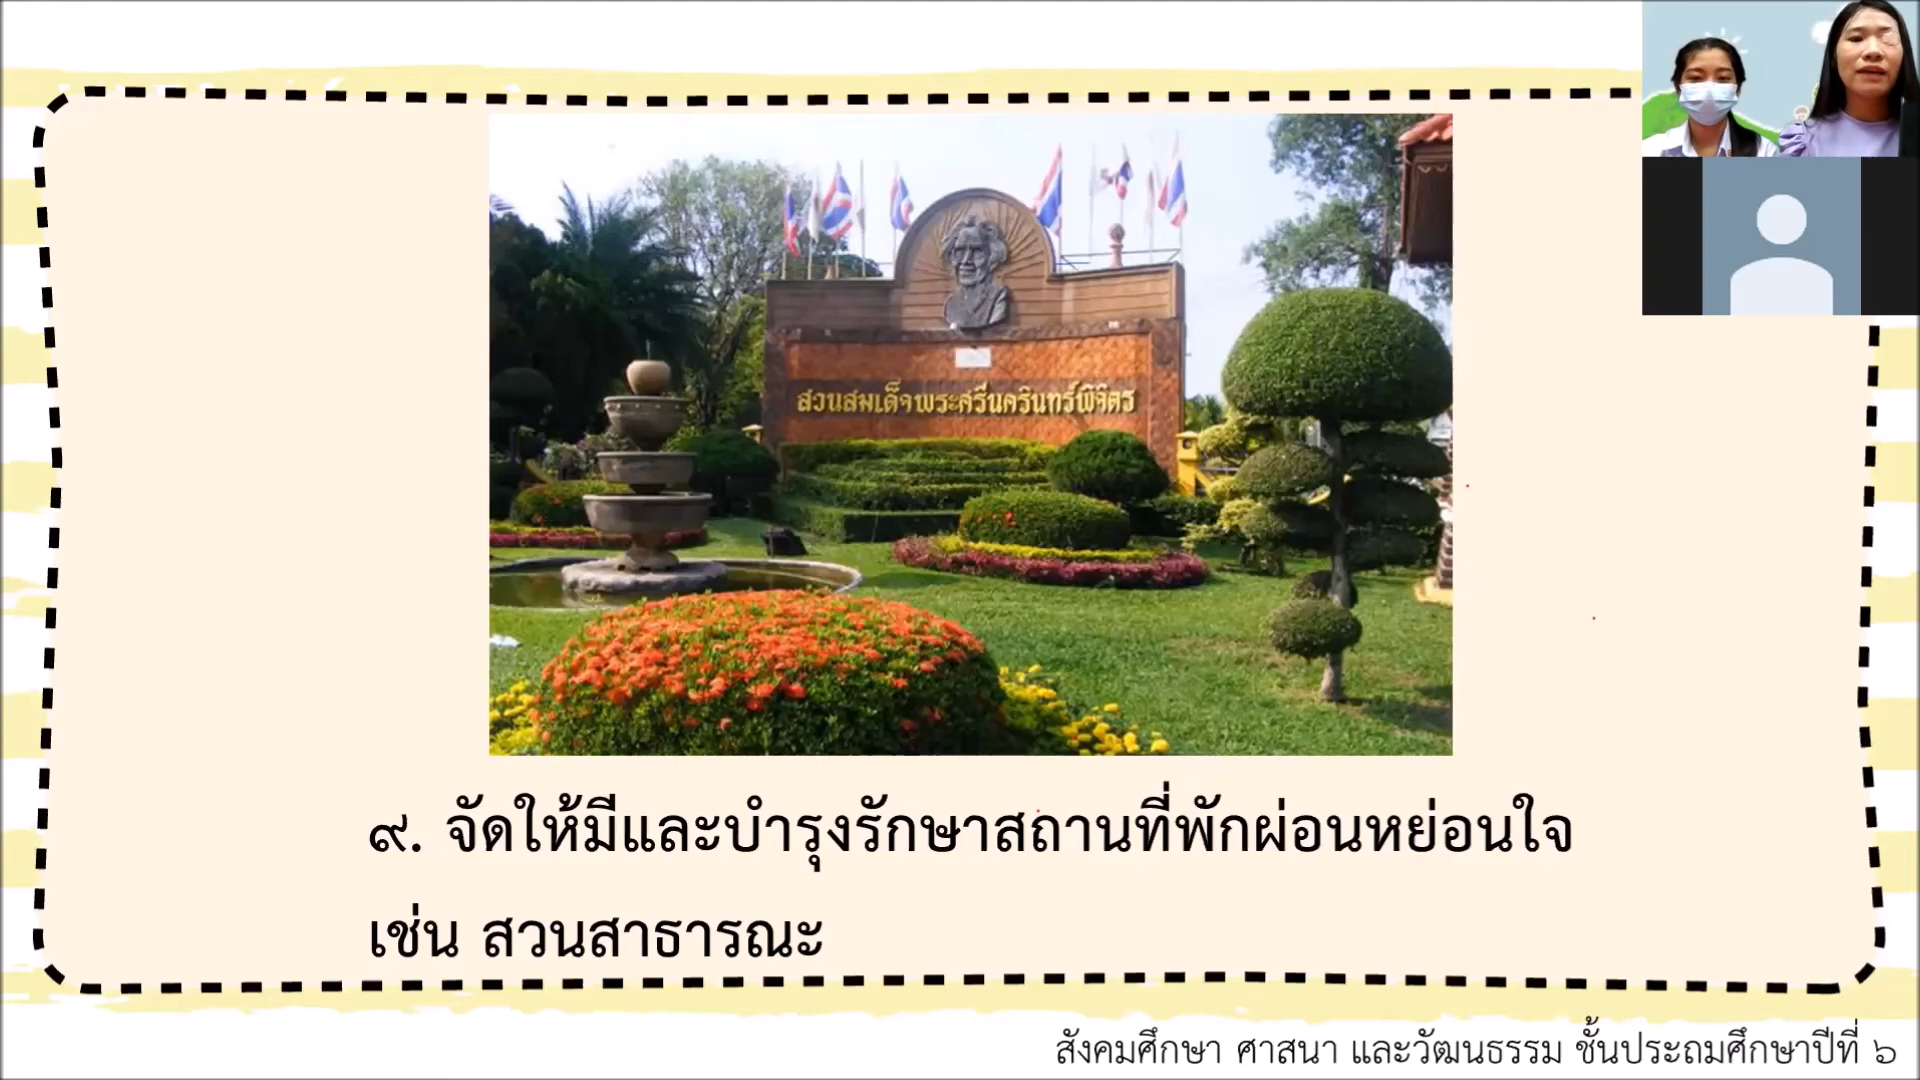 สวนสมเด็จพระศรีนครินทร์พิจิตร
๙. จัดให้มีและบำรุงรักษาสถานที่พักผ่อนหย่อนใจ
เช่น สวนสาธารณะ
สังคมศึกษา ศาสนา และวัฒนธรรม ชั้นประถมศึกษาปีที่ ๖